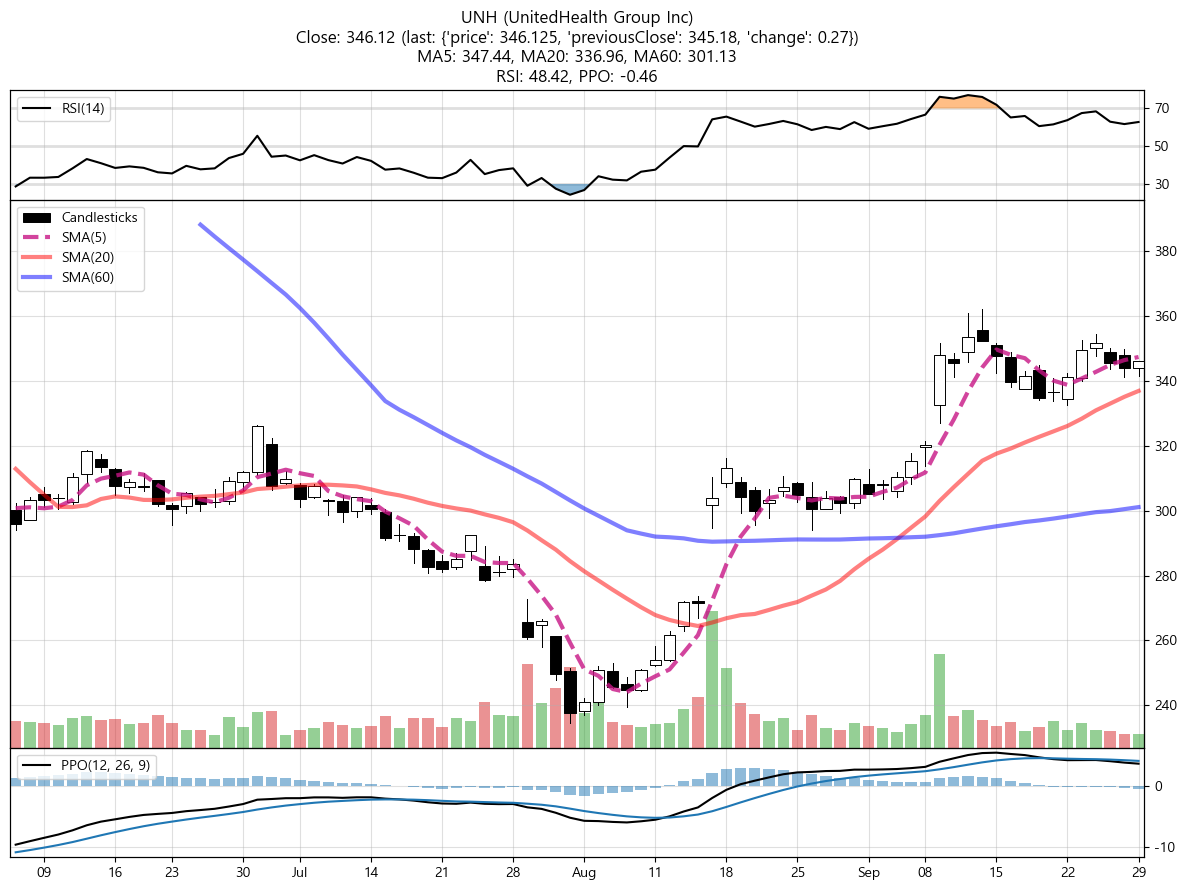 UNH (UnitedHealth Group Inc)
Close: 346.12 (last: {'price': 346.125, 'previousClose': 345.18, 'change': 0.27})
MA5: 347.44, MA20: 336.96, MA60: 301.13
RSI: 48.42, PPO: -0.46
RSI(14)
70
50
30
Candlesticks
SMA(5)
SMA(20)
SMA(60)
380
360
340
320
300
280
260
240
PPO(12, 26, 9)
0
-10
09 16 23 30 Jul 14 21 28 Aug 11 18 25 Sep 08 15 22 29